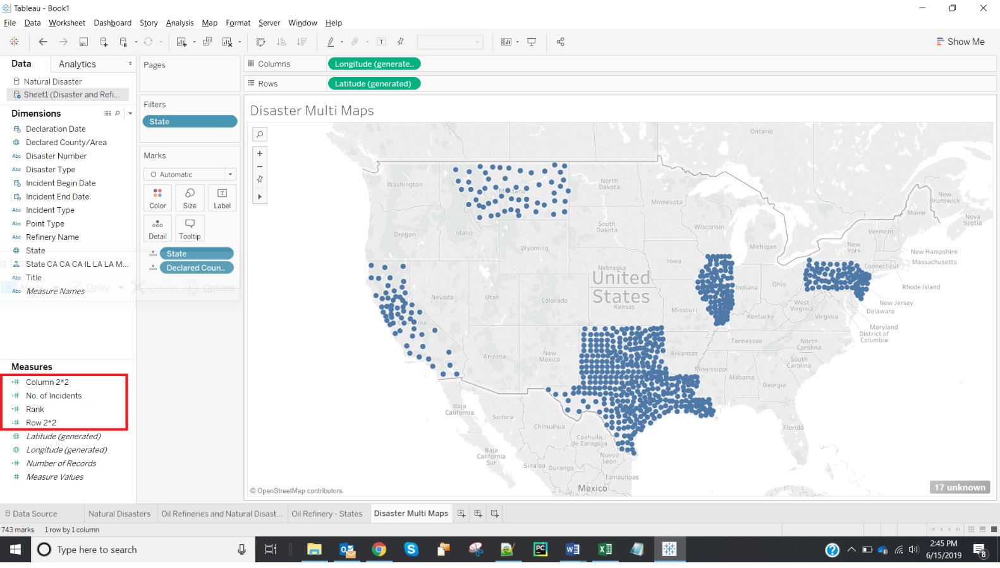 Tableau - Book1
File Data Worksheet Dashboard Story Analysis Map Format Server Window Help
Show Me
Data Analytics
Natural Disaster
Sheet1 (Disaster and Refi...
Dimensions
Declaration Date
Declared County/Area
Abc Disaster Number
Abc Disaster Type
Incident Begin Date
Incident End Date
Abc Incident Type
Abc Point Type
Abc Refinery Name
State
State CA CA CA IL LA LA M...
Abc Title
Abc Measure Names
Delay
Options
Measures
Column 2*2
No. of Incidents
Rank
Row 2*2
Latitude (generated)
Longitude (generated)
Number of Records
Measure Values
Pages
Filters
State
Marks
Automatic
Color Size Label
Detail Tooltip
State
Declared Coun..
Columns Longitude (generate..
Rows Latitude (generated)
Disaster Multi Maps
Ontario
Washington
North
Dakota
Minnesota
New
Brunswick
Maine
Nova
Scotia
Oregon
Idaho
South
Dakota
Wisconsin
Vermont
Wyoming
Michigan
New
York
New Hampshire
Massachusetts
Iowa
Nebraska
Connecticut
United
States
Indiana
Ohio
Rhode Island
Nevada
Utah
Colorado
Kansas
Missouri
West
Virginia
Virginia
New Jersey
Delaware
Kentucky
Maryland
District of
Columbia
Tennessee
North
Carolina
Arizona
New
Mexico
Arkansas
South
Carolina
Mississippi
Alabama
Georgia
Baja
California
Sonora
Chihuahua
Florida
Coahuila
de Zaragoza
Baja
California
Sur
Nuevo
León
Sinaloa
Durango
Tamaulipas
Mexico
© OpenStreetMap contributors
17 unknown
Data Source Natural Disasters Oil Refineries and Natural Disast... Oil Refinery - States Disaster Multi Maps
743 marks 1 row by 1 column
Type here to search
2:45 PM
6/15/2019
8